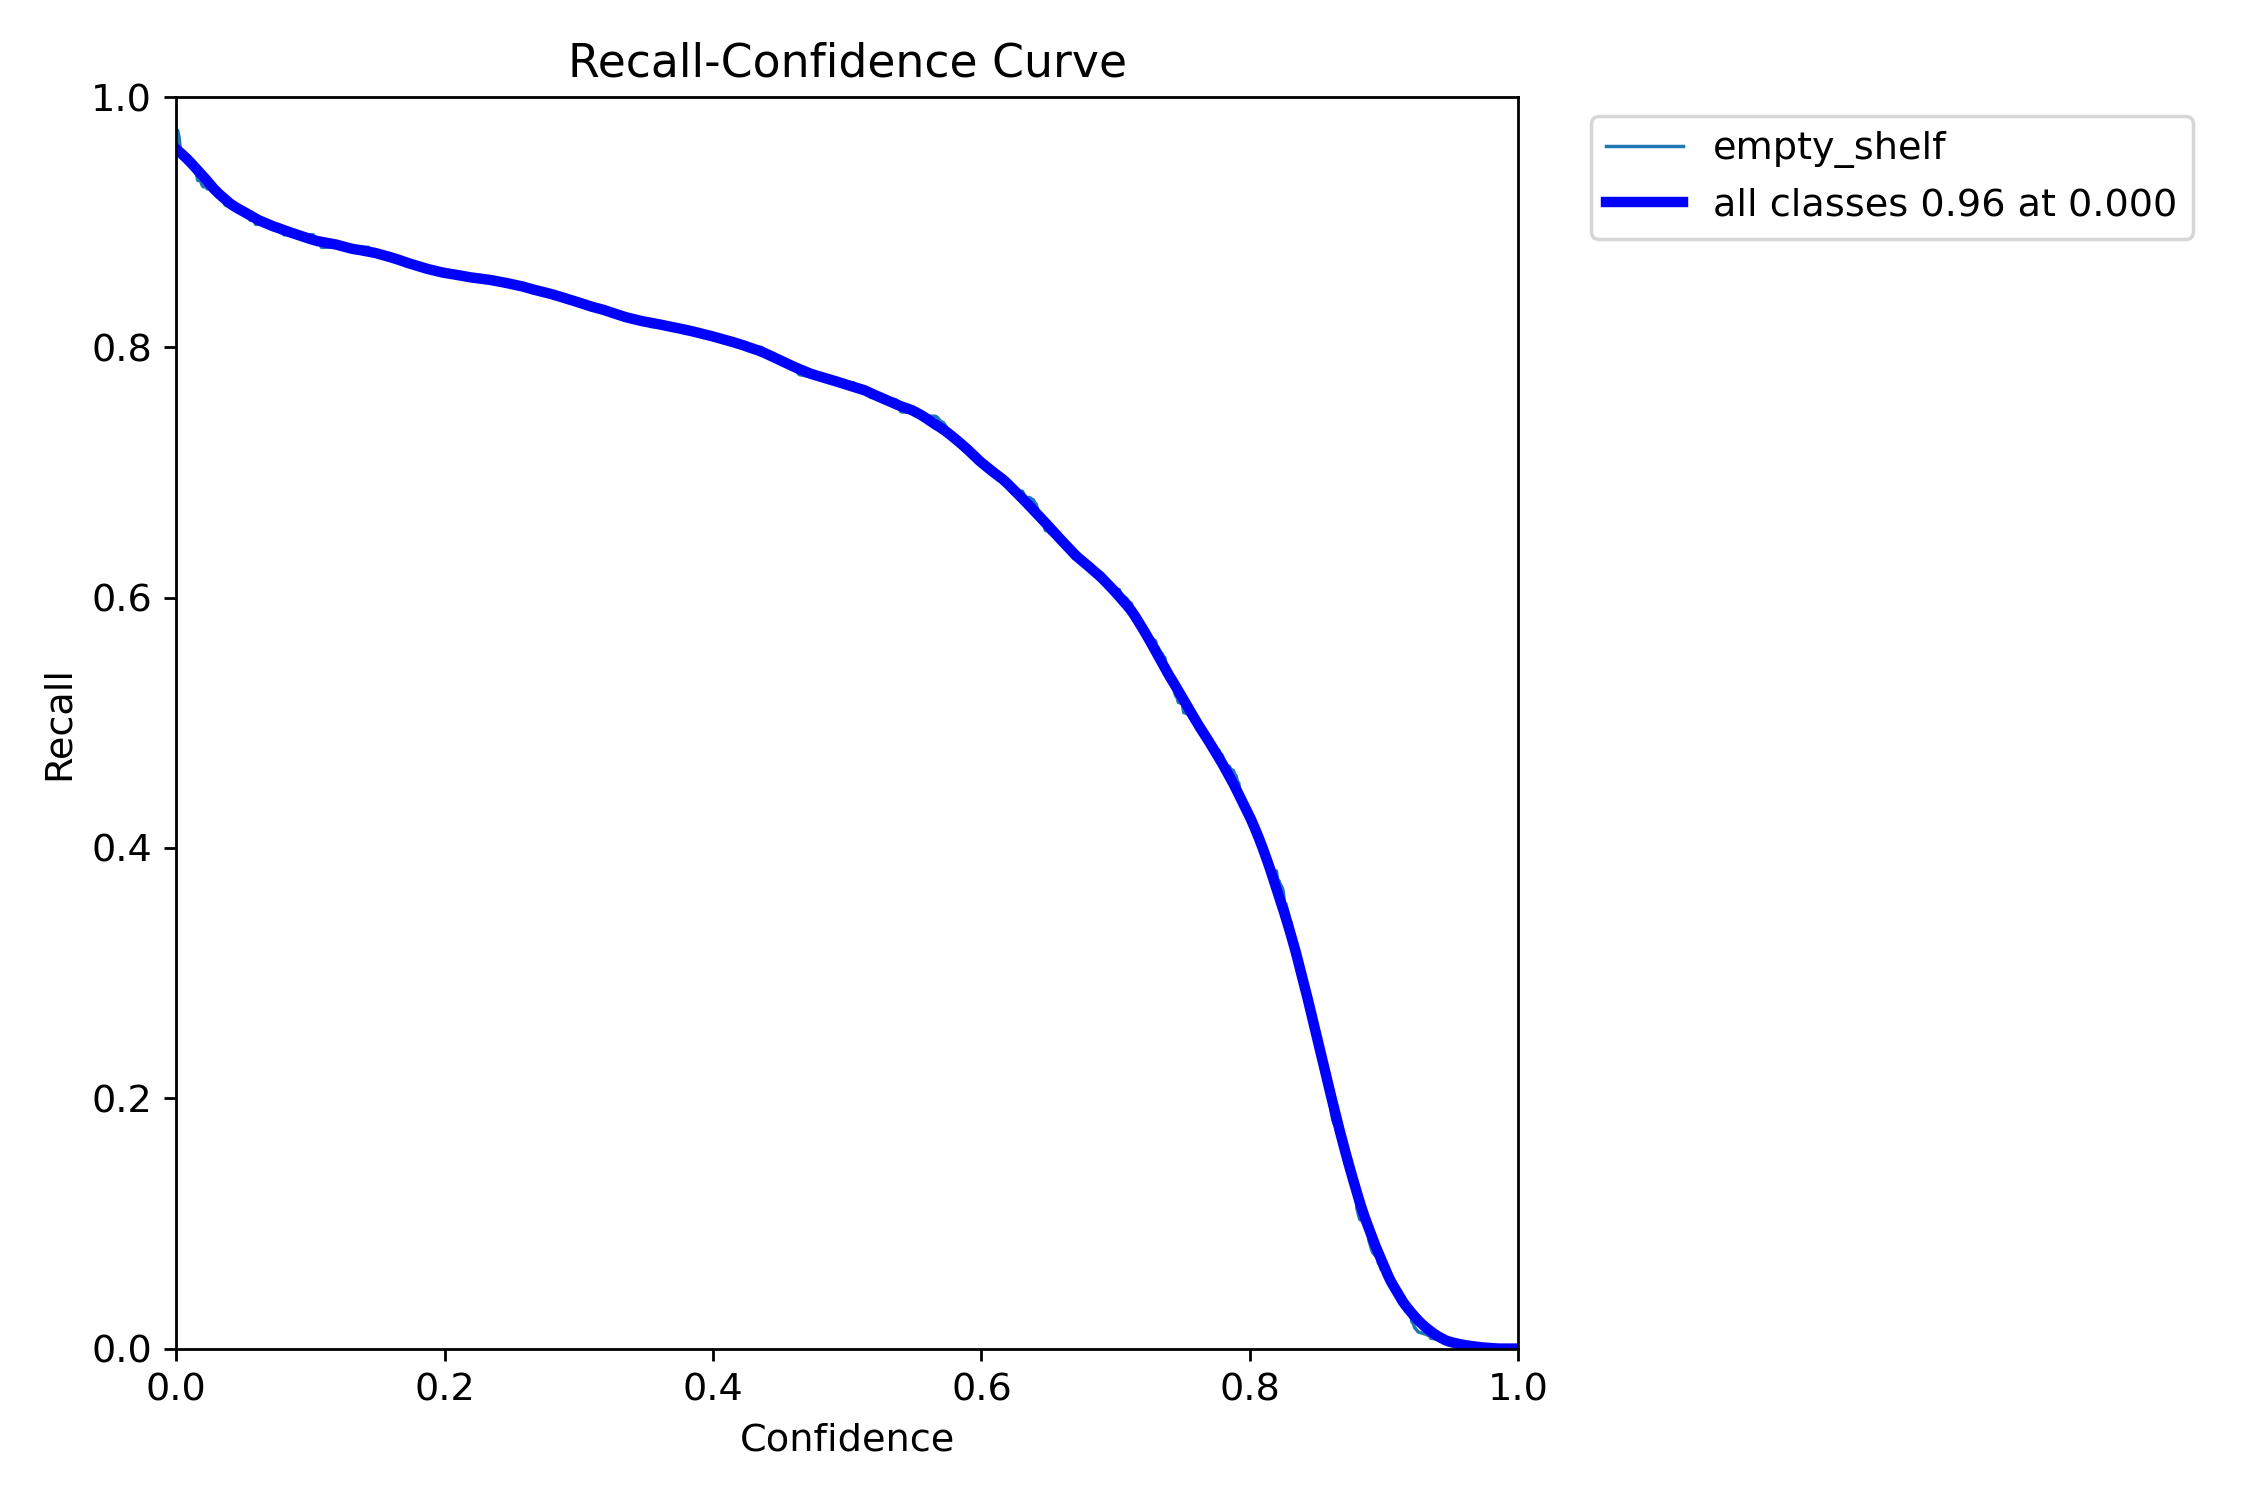 Recall-Confidence Curve
1.0
0.8
0.6
0.4
0.2
0.0
Recall
0.0 0.2 0.4 0.6 0.8 1.0
Confidence
empty_shelf
all classes 0.96 at 0.000